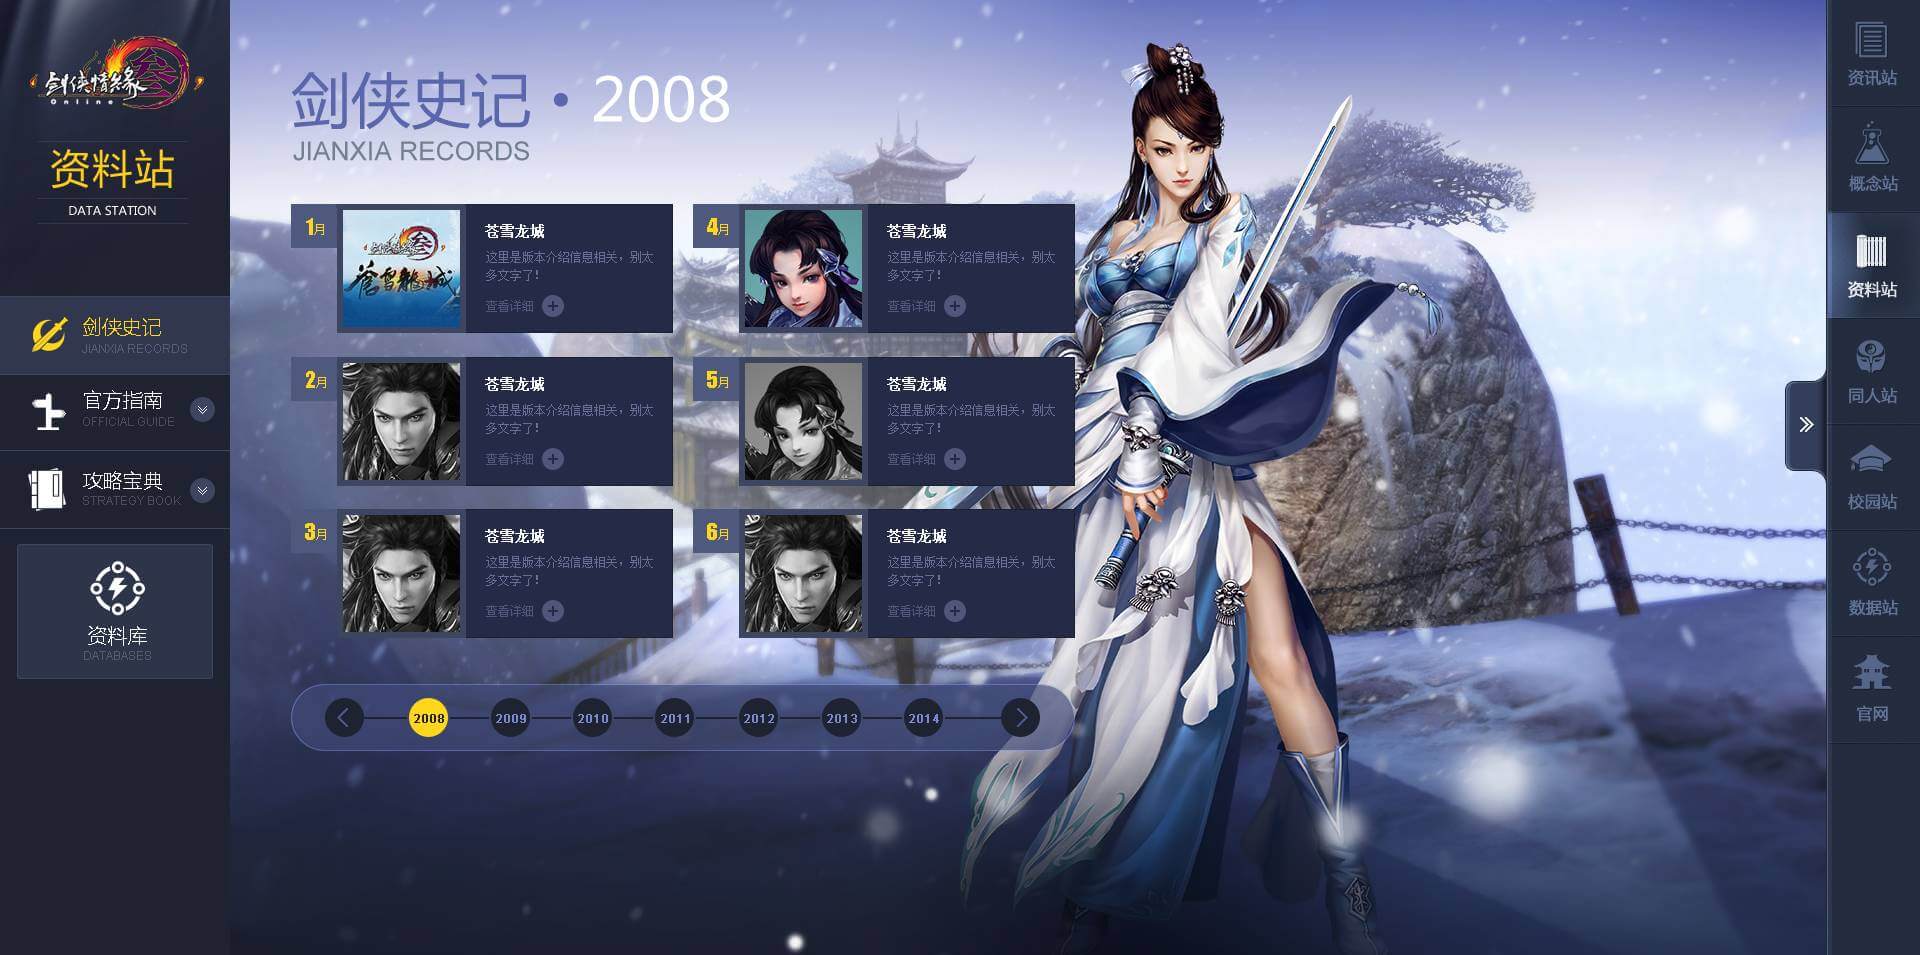 剑侠情缘叁
Online
资料站
DATA STATION
剑侠史记
JIANXIA RECORDS
官方指南
OFFICIAL GUIDE
攻略宝典
STRATEGY BOOK
资料库
DATABASES
剑侠史记·2008
JIANXIA RECORDS
1月
剑侠情缘叁
苍雪龍城
苍雪龙城
这里是版本介绍信息相关，别太
多文字了！
查看详细
2月
苍雪龙城
这里是版本介绍信息相关，别太
多文字了！
查看详细
3月
苍雪龙城
这里是版本介绍信息相关，别太
多文字了！
查看详细
4月
苍雪龙城
这里是版本介绍信息相关，别太
多文字了！
查看详细
5月
苍雪龙城
这里是版本介绍信息相关，别太
多文字了！
查看详细
6月
苍雪龙城
这里是版本介绍信息相关，别太
多文字了！
查看详细
2008 2009 2010 2011 2012 2013 2014
资讯站
概念站
资料站
同人站
校园站
数据站
官网